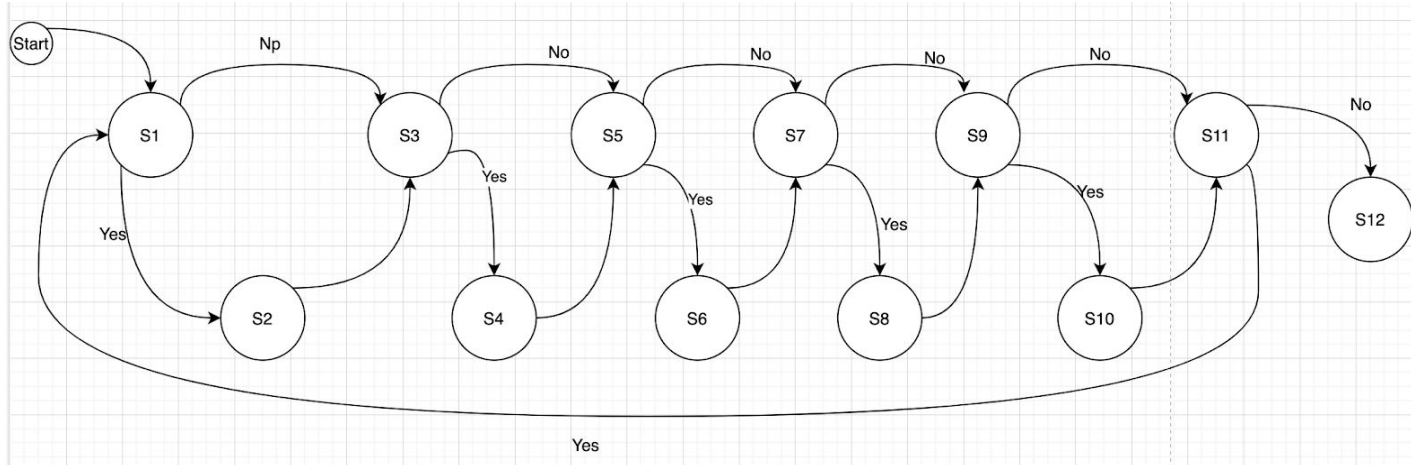 Start
Np
No
No
No
No
No
S1
S3
S5
S7
S9
S11
S12
Yes
Yes
Yes
Yes
Yes
S2
S4
S6
S8
S10
Yes